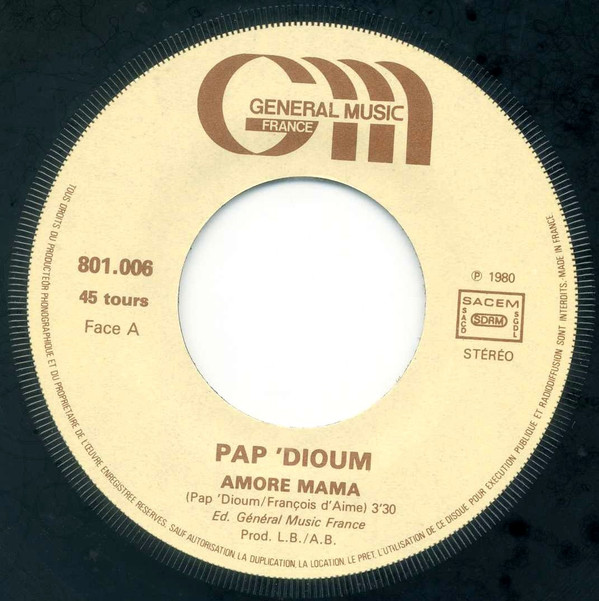 GENERAL MUSIC
FRANCE
801.006
45 tours
Face A
℗ 1980
SACEM
SACD
SDRM
SGDL
STÉRÉO
PAP 'DIOUM
AMORE MAMA
(Pap 'Dioum/François d'Aime) 3'30
Ed. Général Music France
Prod. L.B./A.B.
TOUS DROITS DU PRODUCTEUR PHONOGRAPHIQUE ET DU PROPRIETAIRE DE L'ŒUVRE ENREGISTREE RESERVES. SAUF AUTORISATION, LA DUPLICATION, LA LOCATION, LE PRET, L'UTILISATION DE CE DISQUE POUR EXECUTION PUBLIQUE ET RADIODIFFUSION SONT INTERDITS. MADE IN FRANCE